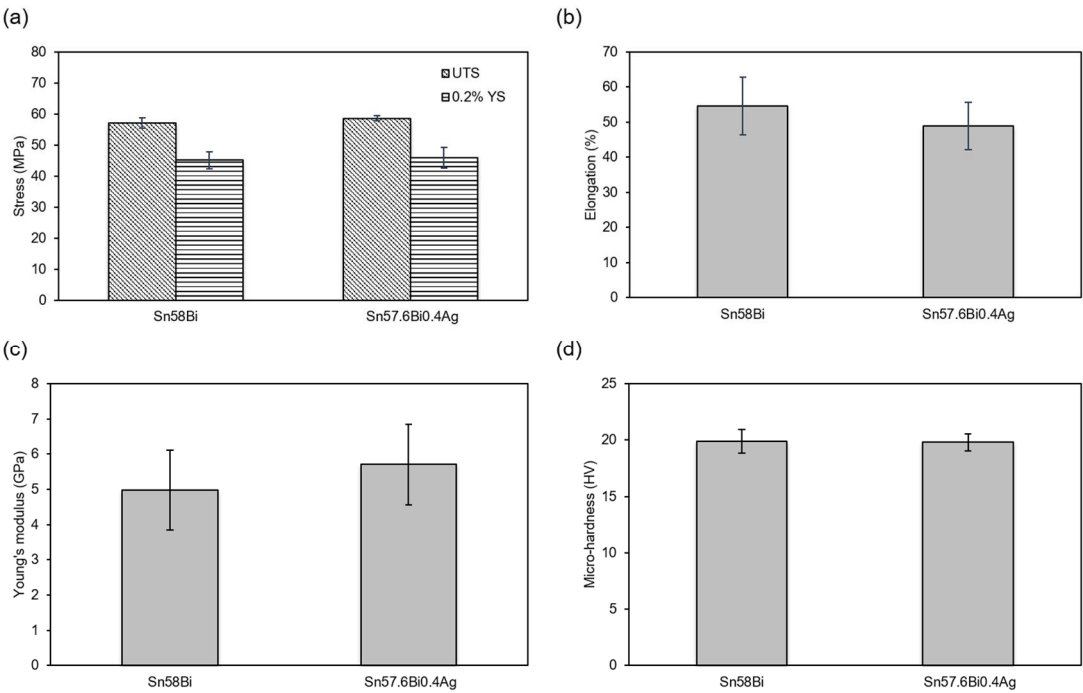 (a)
80
70
60
50
40
30
20
10
0
Stress (MPa)
UTS
0.2% YS
Sn58Bi
Sn57.6Bi0.4Ag
(b)
70
60
50
40
30
20
10
0
Elongation (%)
Sn58Bi
Sn57.6Bi0.4Ag
(c)
8
7
6
5
4
3
2
1
0
Young's modulus (GPa)
Sn58Bi
Sn57.6Bi0.4Ag
(d)
25
20
15
10
5
0
Micro-hardness (HV)
Sn58Bi
Sn57.6Bi0.4Ag